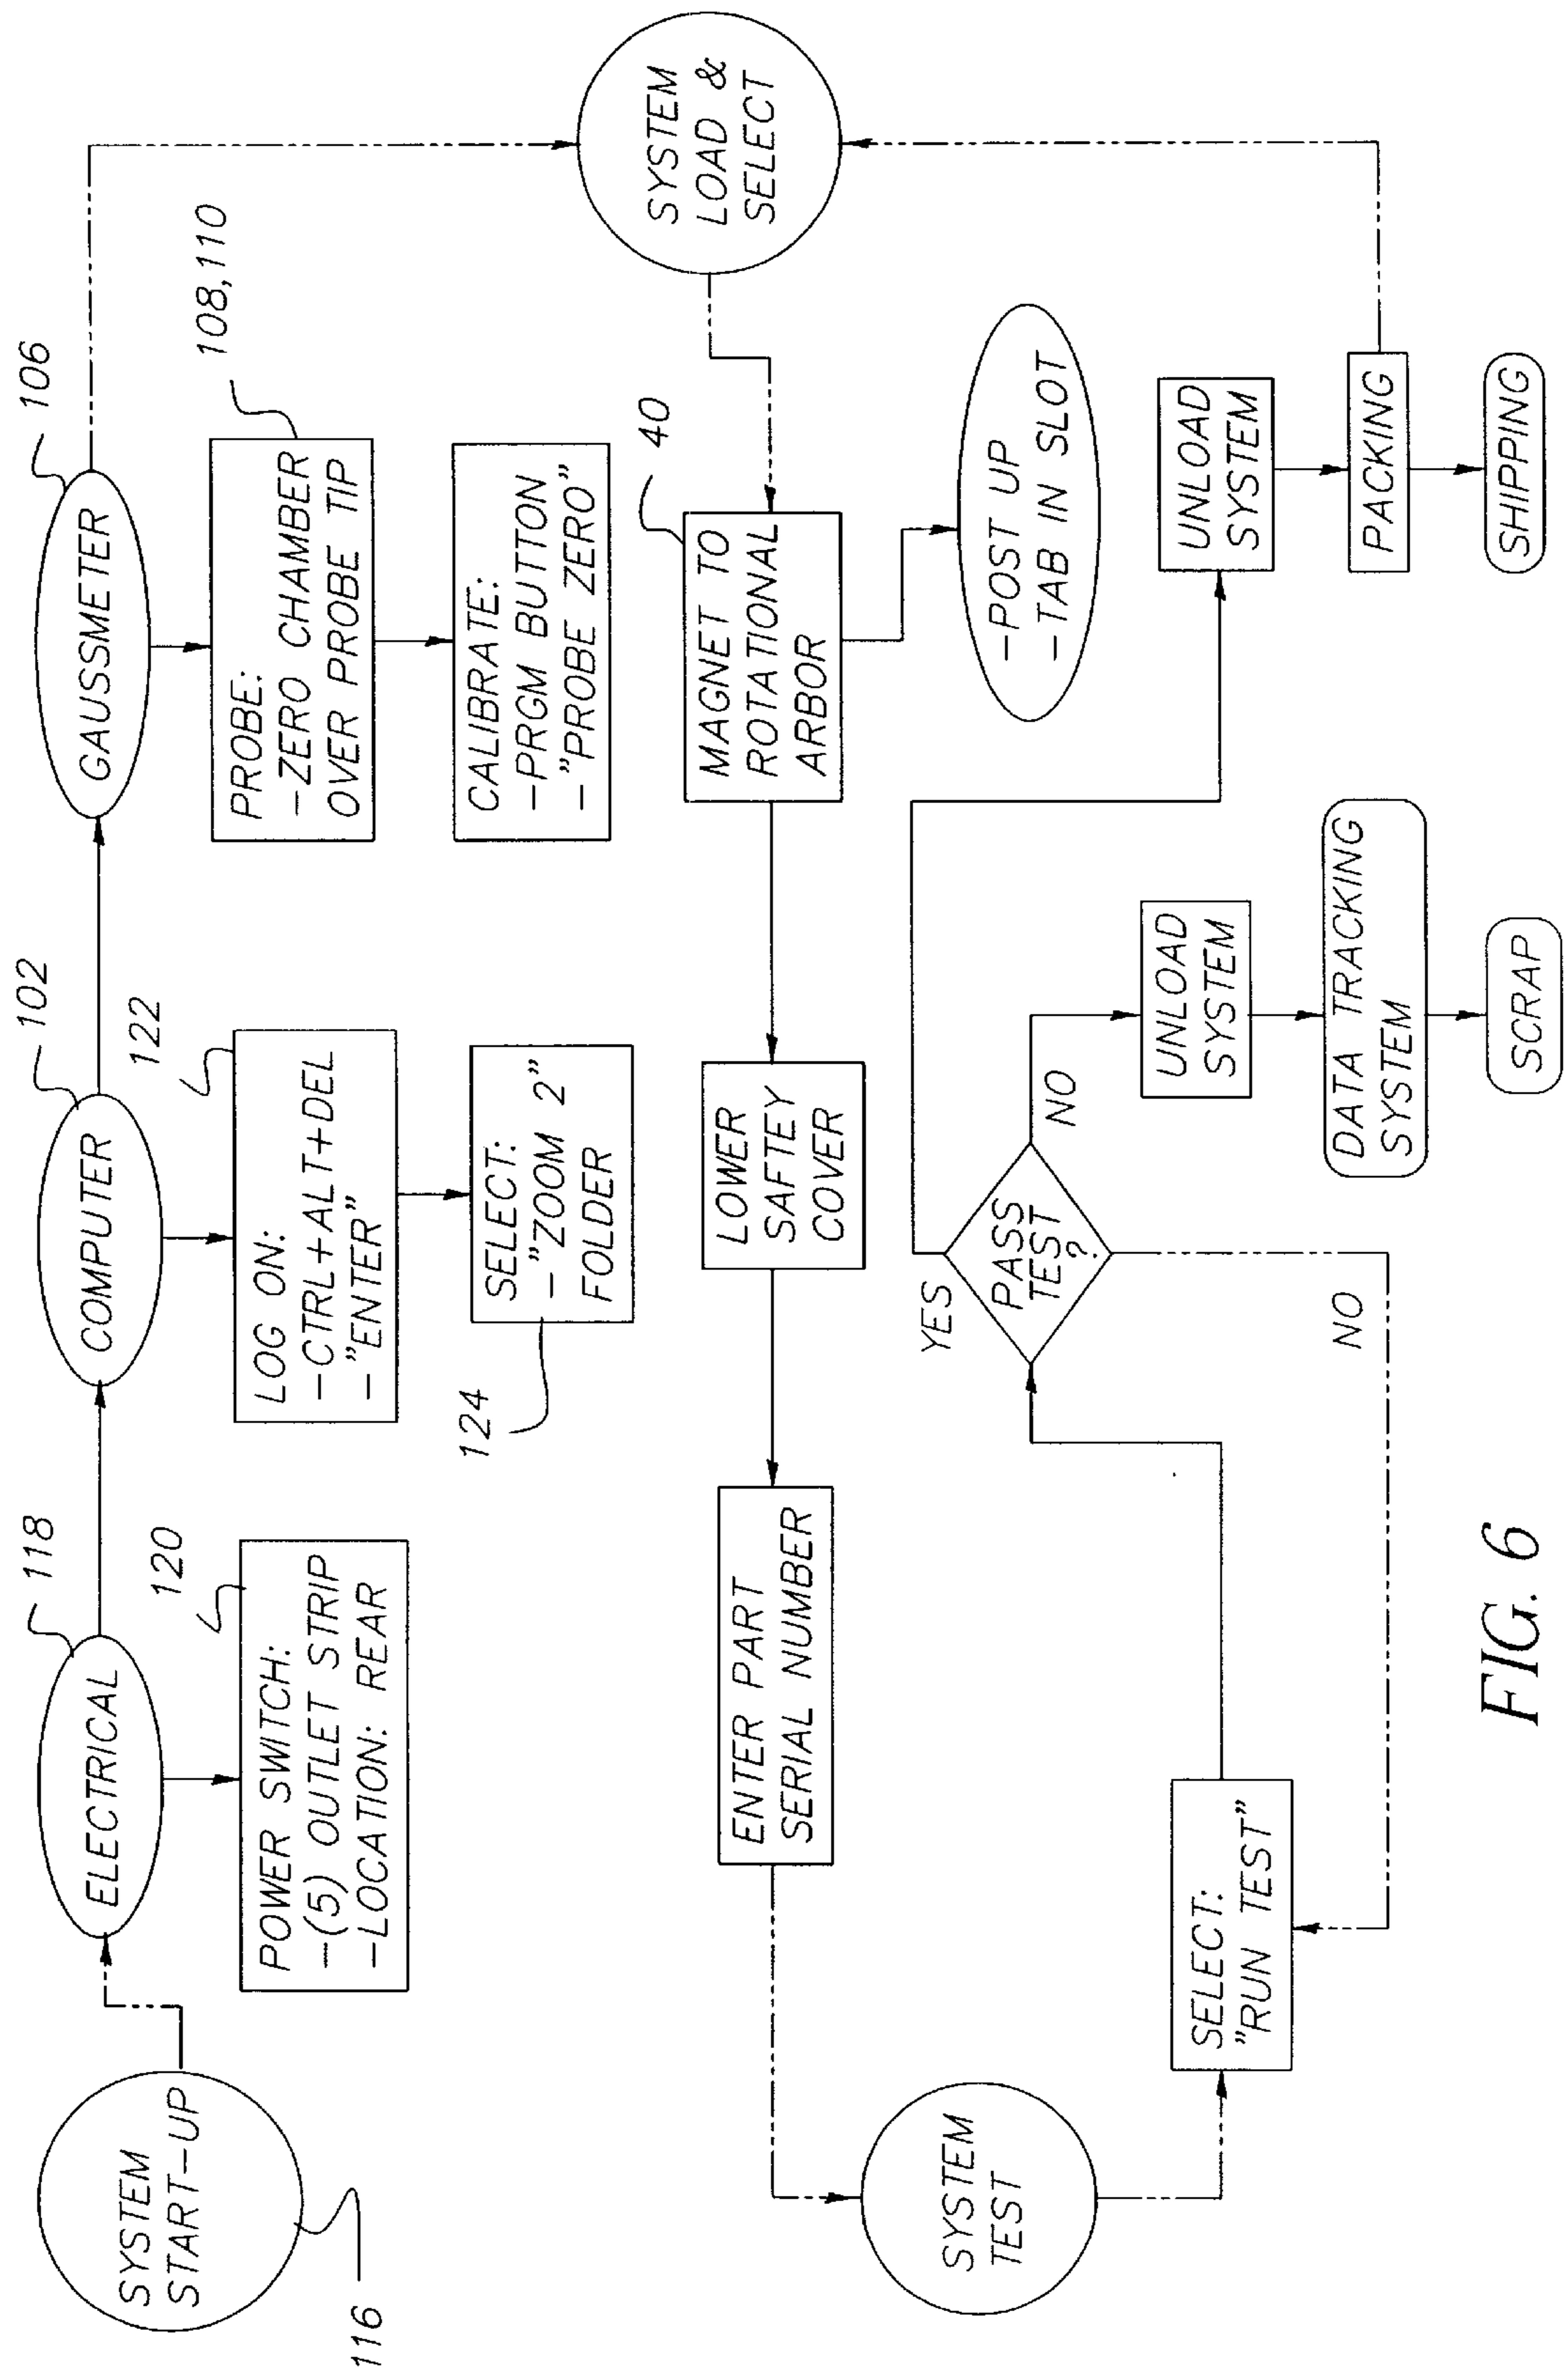 SYSTEM
START-UP
116
ELECTRICAL
118
POWER SWITCH:
-(5) OUTLET STRIP
-LOCATION: REAR
120
COMPUTER
102
LOG ON:
-CTRL+ALT+DEL
-"ENTER"
122
SELECT:
-"ZOOM 2"
FOLDER
124
GAUSSMETER
106
PROBE:
-ZERO CHAMBER
OVER PROBE TIP
108,110
CALIBRATE:
-PRGM BUTTON
-"PROBE ZERO"
SYSTEM
LOAD &
SELECT
MAGNET TO
ROTATIONAL
ARBOR
40
-POST UP
-TAB IN SLOT
LOWER
SAFTEY
COVER
ENTER PART
SERIAL NUMBER
SYSTEM
TEST
SELECT:
"RUN TEST"
PASS
TEST
?
YES
NO
NO
UNLOAD
SYSTEM
DATA TRACKING
SYSTEM
SCRAP
UNLOAD
SYSTEM
PACKING
SHIPPING
FIG. 6